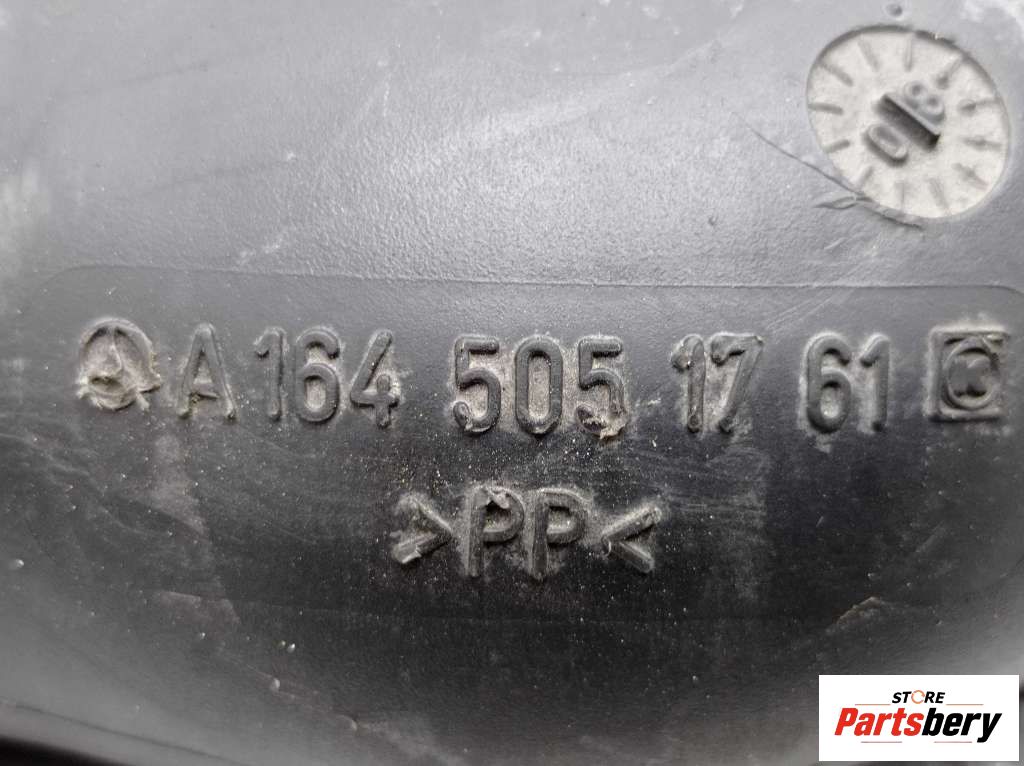 A 164 505 17 61
>PP<
STORE
Partsbery